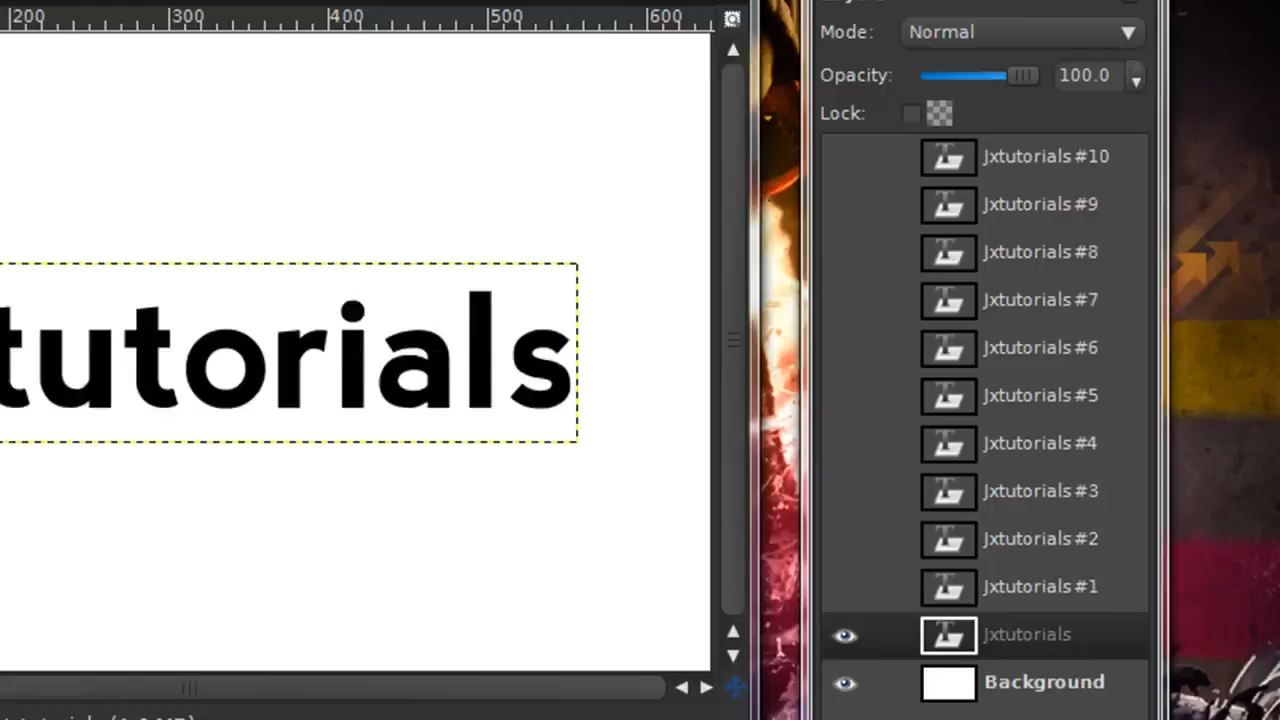 200 300 400 500 600
tutorials
Mode: Normal
Opacity: 100.0
Lock:
Jxtutorials #10
Jxtutorials #9
Jxtutorials #8
Jxtutorials #7
Jxtutorials #6
Jxtutorials #5
Jxtutorials #4
Jxtutorials #3
Jxtutorials #2
Jxtutorials #1
Jxtutorials
Background